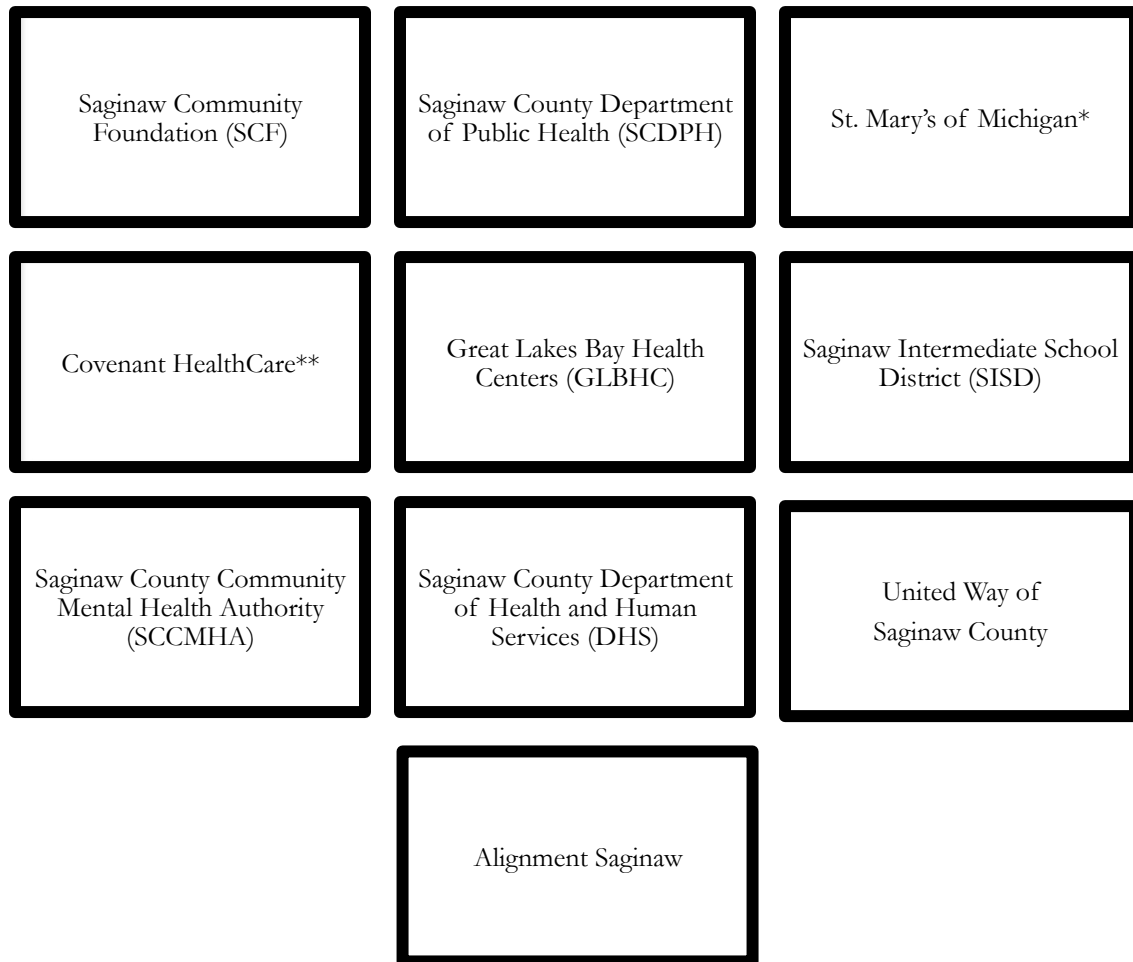 Saginaw Community
Foundation (SCF)
Saginaw County Department
of Public Health (SCDPH)
St. Mary’s of Michigan*
Covenant HealthCare**
Great Lakes Bay Health
Centers (GLBHC)
Saginaw Intermediate School
District (SISD)
Saginaw County Community
Mental Health Authority
(SCCMHA)
Saginaw County Department
of Health and Human
Services (DHS)
United Way of
Saginaw County
Alignment Saginaw